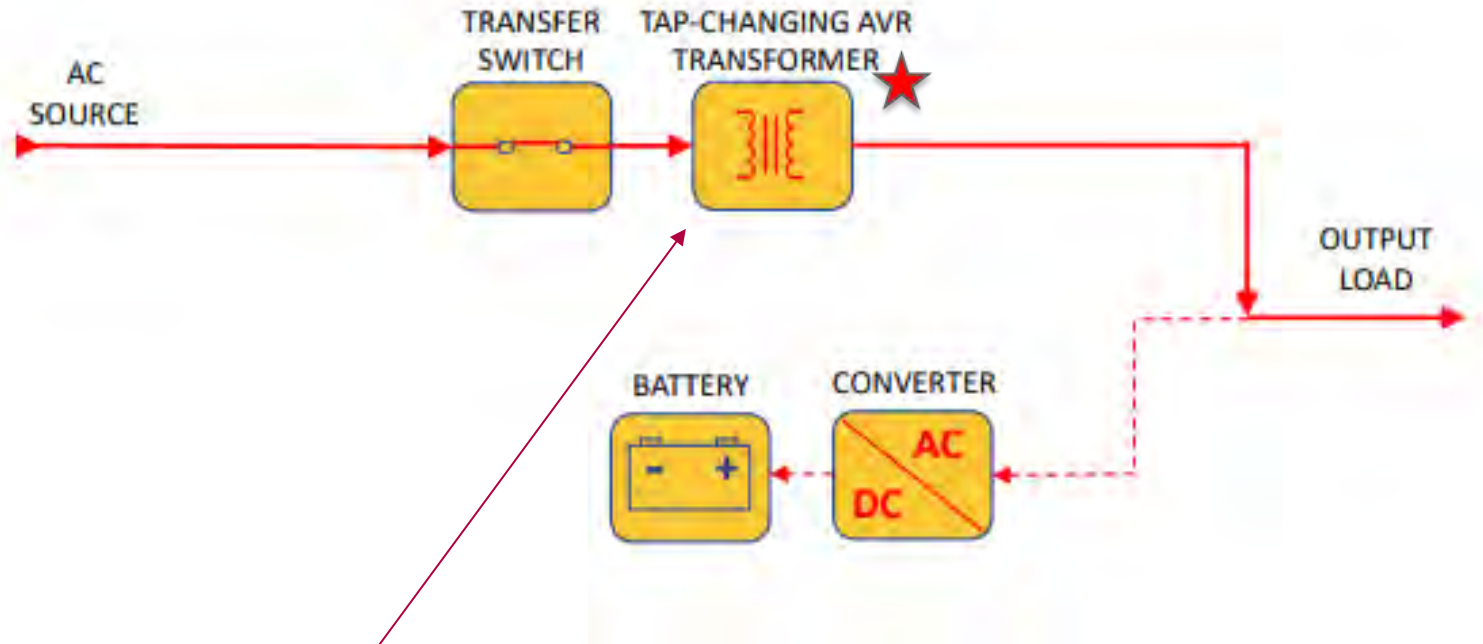 TRANSFER
SWITCH
TAP-CHANGING AVR
TRANSFORMER
AC
SOURCE
OUTPUT
LOAD
BATTERY
CONVERTER
- +
AC
DC